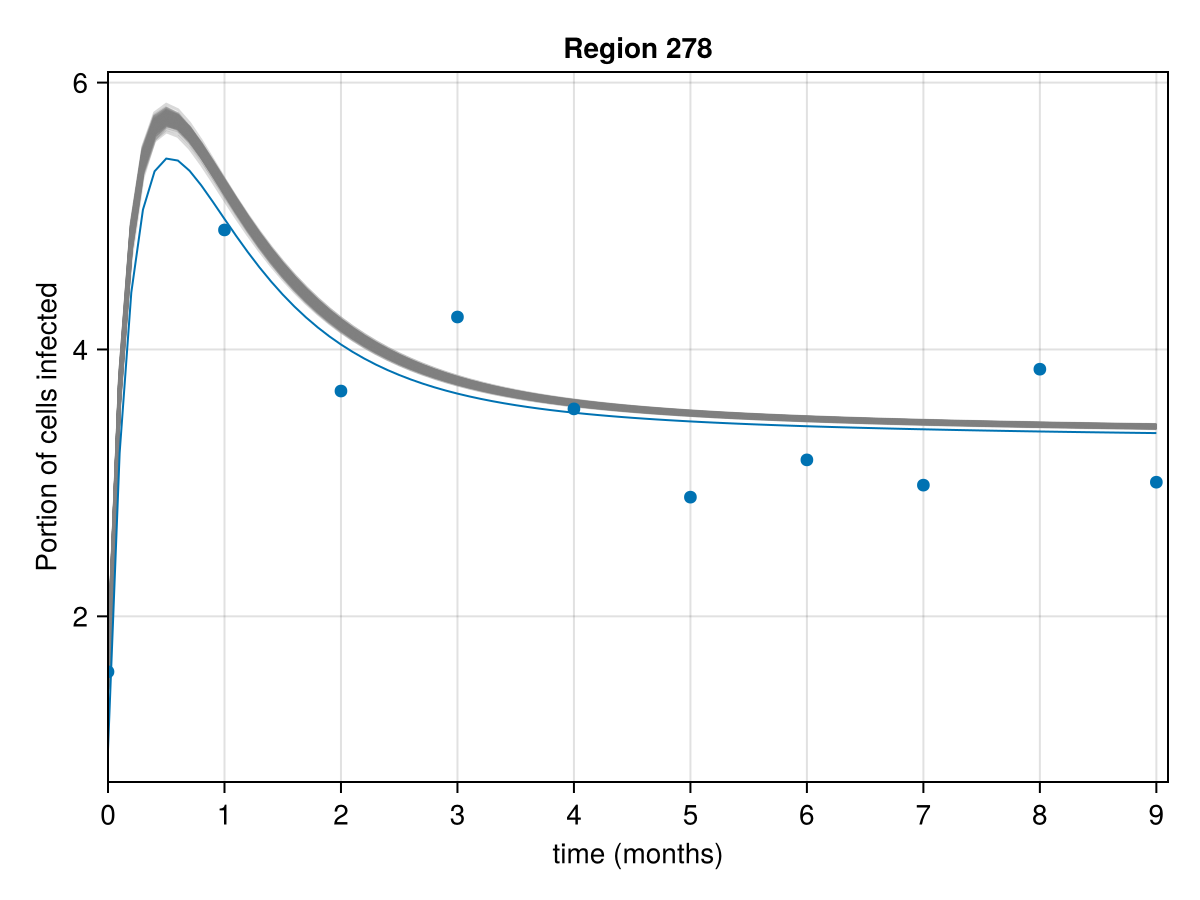 Region 278
6
4
2
Portion of cells infected
0 1 2 3 4 5 6 7 8 9
time (months)